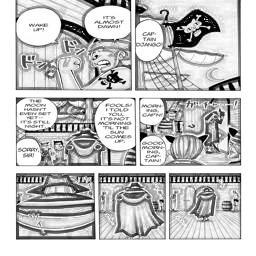 CAP-
TAIN
DJANGO!
IT'S
ALMOST
DAWN!
WAKE
UP!
MORN-
ING,
CAP'N!
GOOD
MORN-
ING,
CAP-
TAIN!
FOOLS!
I TOLD
YOU,
IT'S NOT
MORNING
'TIL
THE
SUN
COMES
UP.
THE
MOON
HASN'T
EVEN SET
YET--
IT'S STILL
NIGHT.
SORRY,
SIR!